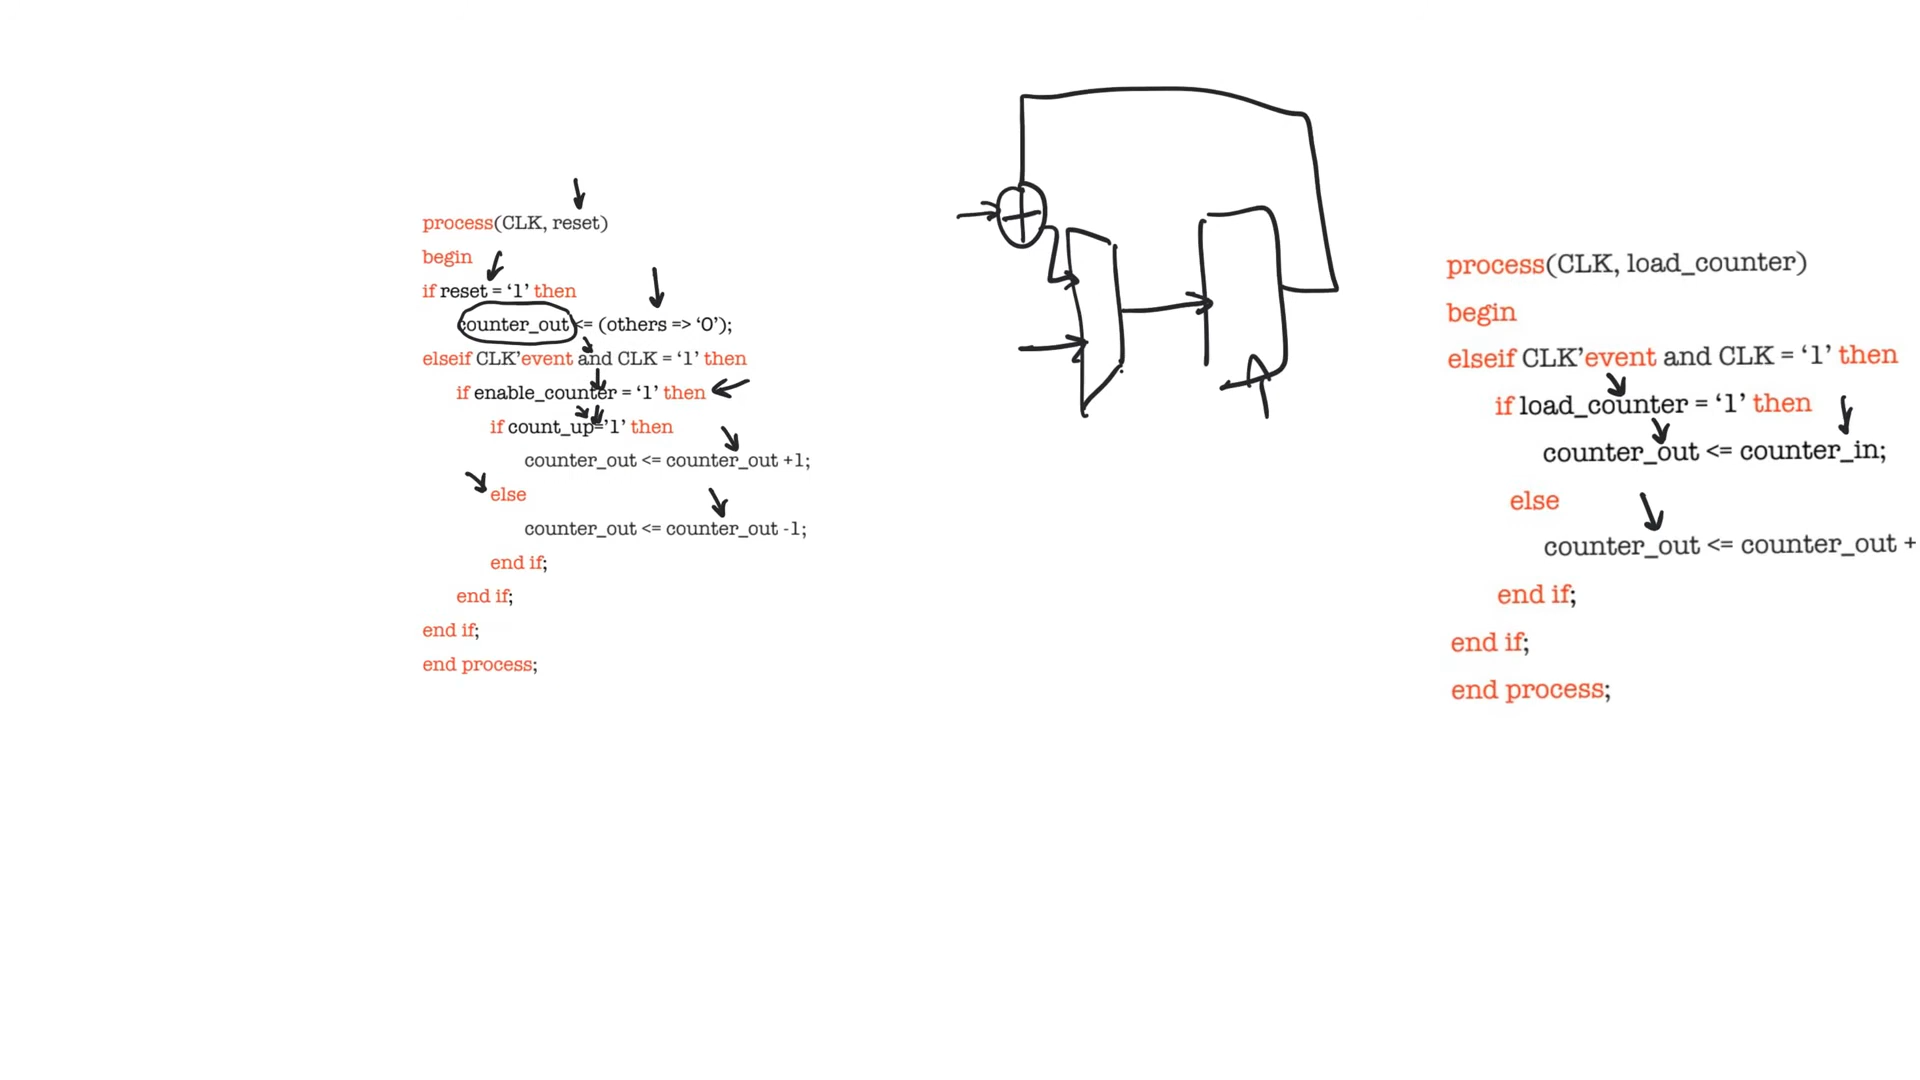 process(CLK, reset)
begin
if reset = ‘1’ then
counter_out <= (others => ‘0’);
elseif CLK’event and CLK = ‘1’ then
if enable_counter = ‘1’ then
if count_up=’1’ then
counter_out <= counter_out +1;
else
counter_out <= counter_out -1;
end if;
end if;
end if;
end process;
process(CLK, load_counter)
begin
elseif CLK’event and CLK = ‘1’ then
if load_counter = ‘1’ then
counter_out <= counter_in;
else
counter_out <= counter_out +
end if;
end if;
end process;